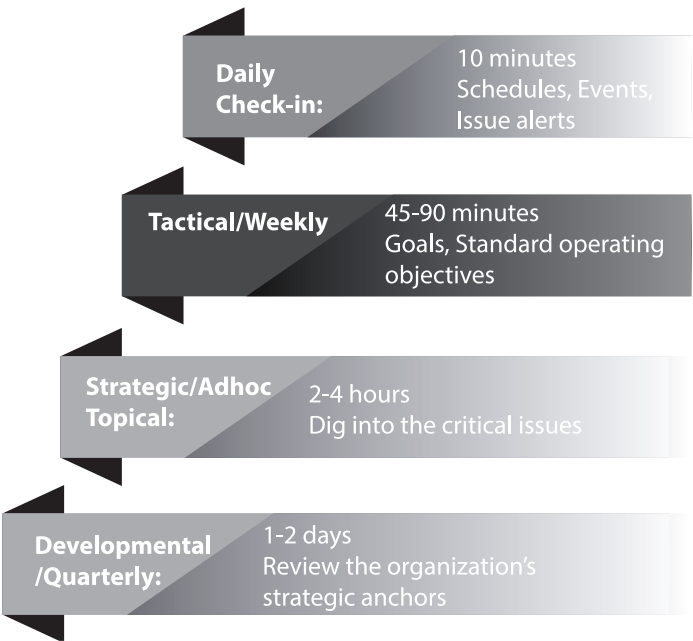 Daily
Check-in:
10 minutes
Schedules, Events,
Issue alerts
Tactical/Weekly
45-90 minutes
Goals, Standard operating
objectives
Strategic/Adhoc
Topical:
2-4 hours
Dig into the critical issues
Developmental
/Quarterly:
1-2 days
Review the organization's
strategic anchors